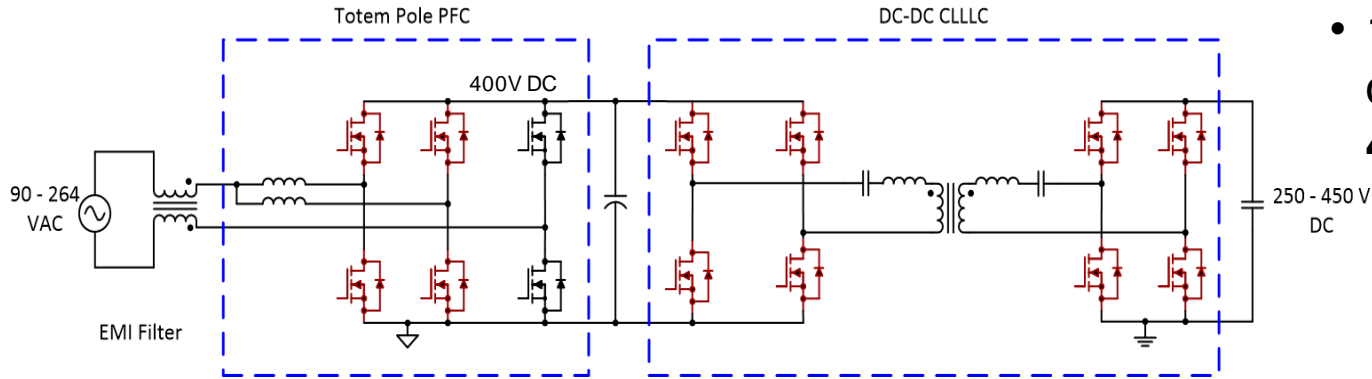 Totem Pole PFC
DC-DC CLLLC
400V DC
90 - 264
VAC
250 - 450 V
DC
EMI Filter